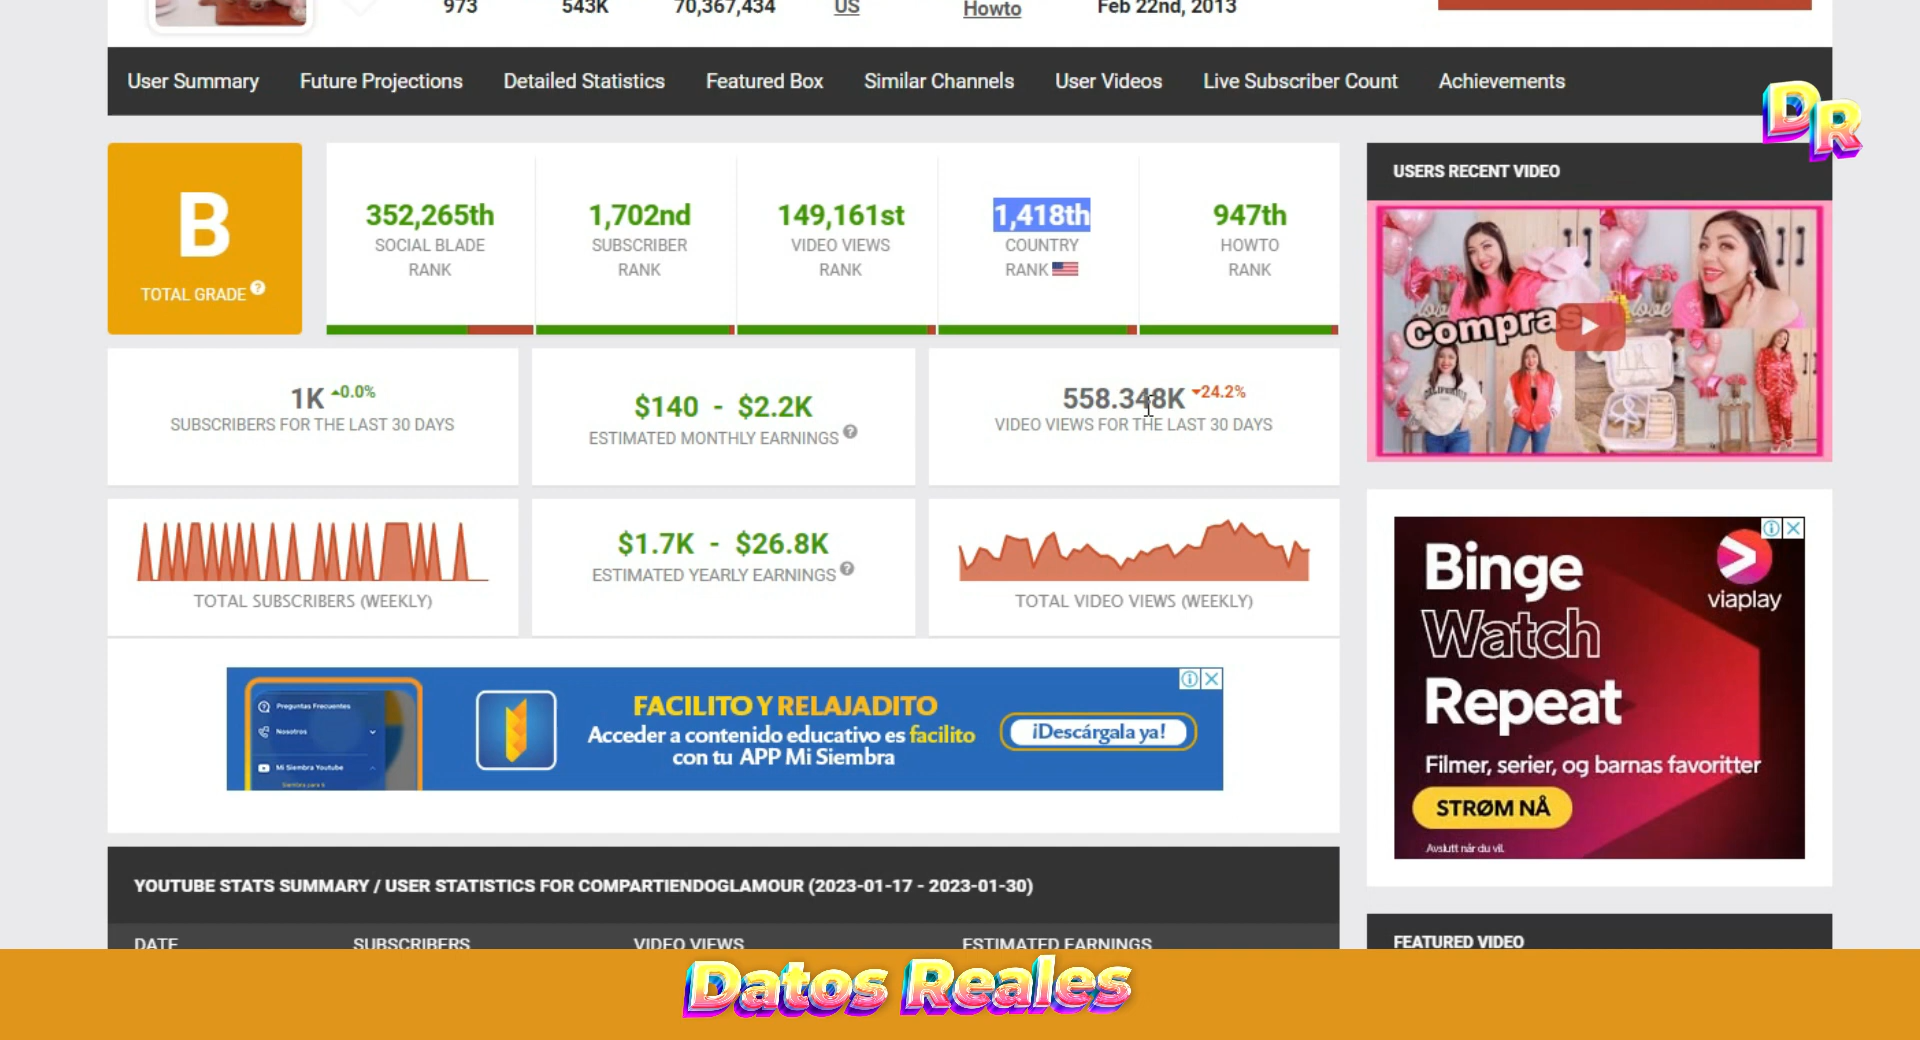 973 543K 70,367,434 US Howto Feb 22nd, 2013
User Summary Future Projections Detailed Statistics Featured Box Similar Channels User Videos Live Subscriber Count Achievements
DR
B
TOTAL GRADE ?
352,265th
SOCIAL BLADE
RANK
1,702nd
SUBSCRIBER
RANK
149,161st
VIDEO VIEWS
RANK
1,418th
COUNTRY
RANK
947th
HOWTO
RANK
USERS RECENT VIDEO
Compras
love
CALIFORNIA
1K 0.0%
SUBSCRIBERS FOR THE LAST 30 DAYS
$140 - $2.2K
ESTIMATED MONTHLY EARNINGS ?
558.348K 24.2%
VIDEO VIEWS FOR THE LAST 30 DAYS
TOTAL SUBSCRIBERS (WEEKLY)
$1.7K - $26.8K
ESTIMATED YEARLY EARNINGS ?
TOTAL VIDEO VIEWS (WEEKLY)
Binge
Watch
Repeat
viaplay
Filmer, serier, og barnas favoritter
STRØM NÅ
Avslutt når du vil.
Preguntas Frecuentes
Nosotros
Mi Siembra Youtube
Siembra para ti
FACILITO Y RELAJADITO
Acceder a contenido educativo es facilito
con tu APP Mi Siembra
¡Descárgala ya!
YOUTUBE STATS SUMMARY / USER STATISTICS FOR COMPARTIENDOGLAMOUR (2023-01-17 - 2023-01-30)
DATE SUBSCRIBERS VIDEO VIEWS ESTIMATED EARNINGS
FEATURED VIDEO
Datos Reales